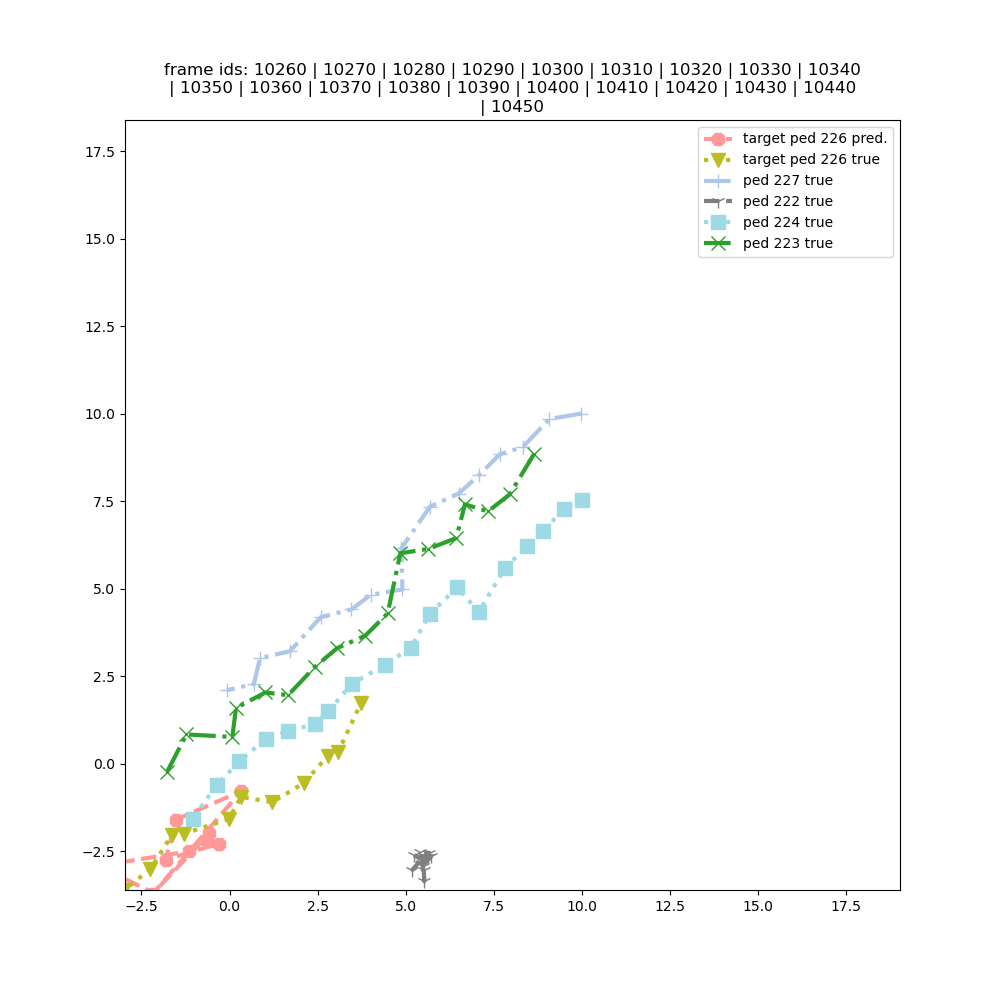 frame ids: 10260 | 10270 | 10280 | 10290 | 10300 | 10310 | 10320 | 10330 | 10340
| 10350 | 10360 | 10370 | 10380 | 10390 | 10400 | 10410 | 10420 | 10430 | 10440
| 10450
target ped 226 pred.
target ped 226 true
ped 227 true
ped 222 true
ped 224 true
ped 223 true
17.5
15.0
12.5
10.0
7.5
5.0
2.5
0.0
−2.5
−2.5 0.0 2.5 5.0 7.5 10.0 12.5 15.0 17.5